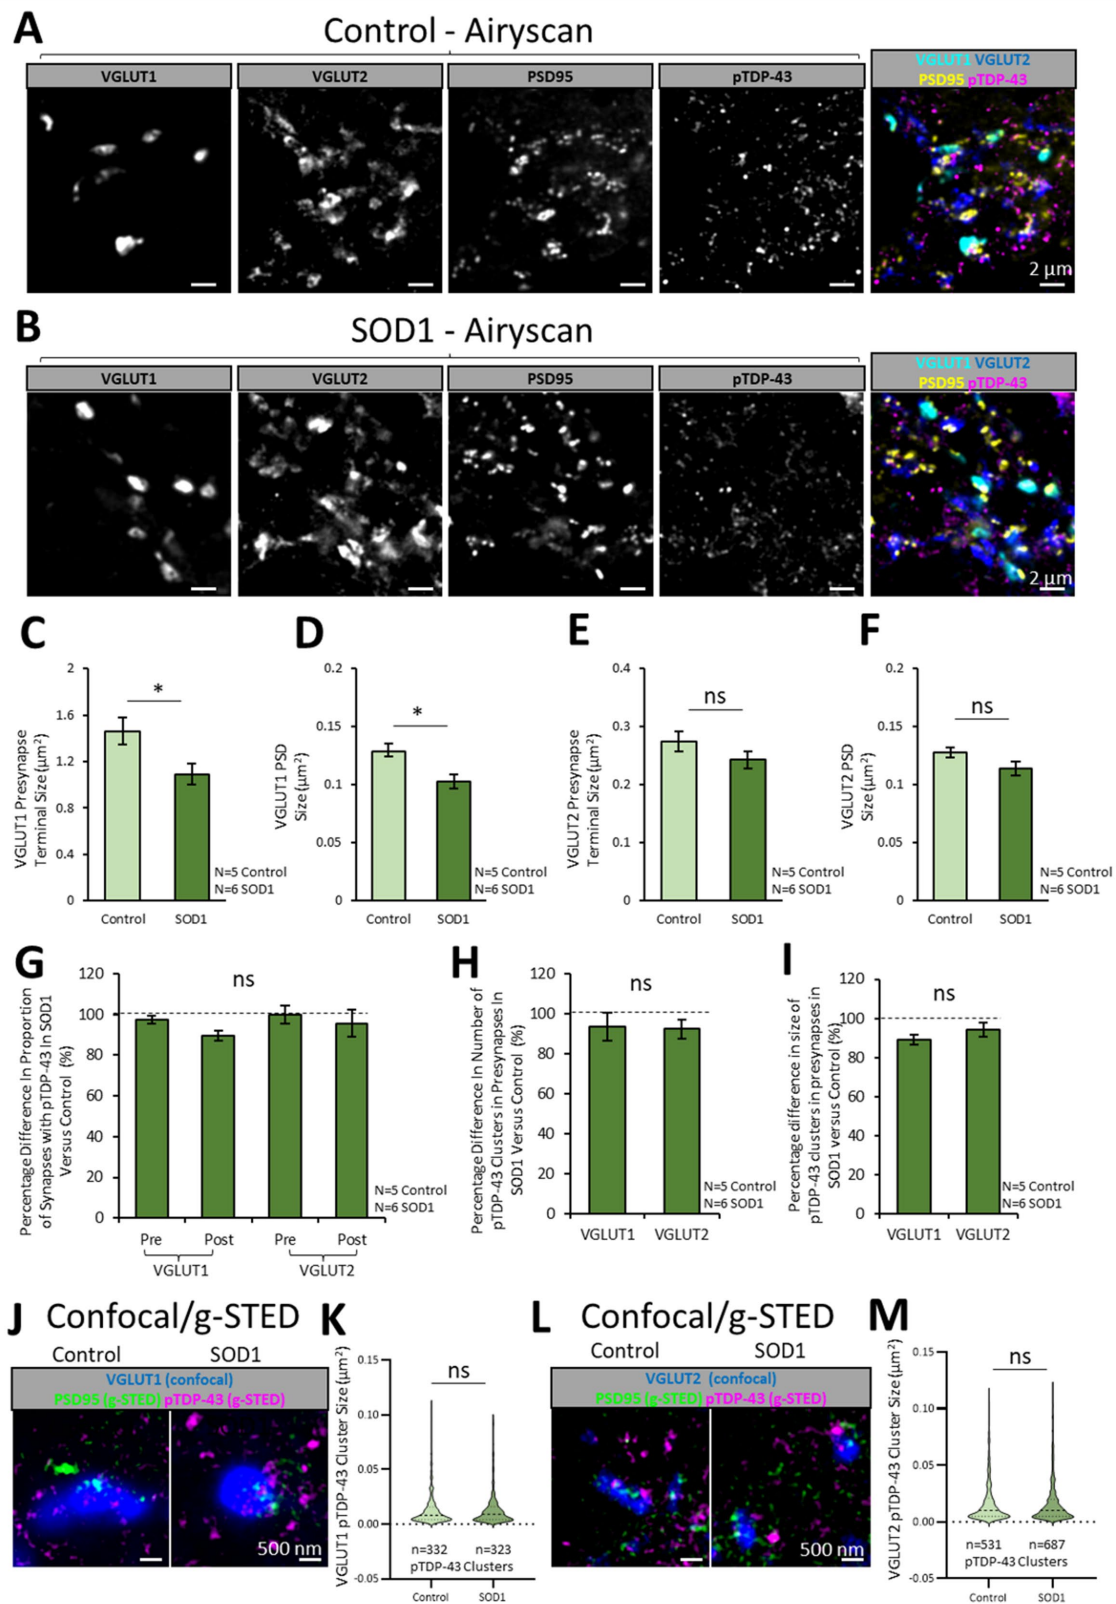 A
Control - Airyscan
VGLUT1
VGLUT2
PSD95
pTDP-43
VGLUT1 VGLUT2
PSD95 pTDP-43
2 µm
B
SOD1 - Airyscan
VGLUT1
VGLUT2
PSD95
pTDP-43
VGLUT1 VGLUT2
PSD95 pTDP-43
2 µm
C
VGLUT1 Presynapse
Terminal Size (µm²)
2
1.6
1.2
0.8
0.4
0
*
N=5 Control
N=6 SOD1
Control
SOD1
D
VGLUT1 PSD
Size (µm²)
0.2
0.15
0.1
0.05
0
*
N=5 Control
N=6 SOD1
Control
SOD1
E
VGLUT2 Presynapse
Terminal Size (µm²)
0.4
0.3
0.2
0.1
0
ns
N=5 Control
N=6 SOD1
Control
SOD1
F
VGLUT2 PSD
Size (µm²)
0.2
0.15
0.1
0.05
0
ns
N=5 Control
N=6 SOD1
Control
SOD1
G
Percentage Difference In Proportion
of Synapses with pTDP-43 In SOD1
Versus Control (%)
120
100
80
60
40
20
0
ns
N=5 Control
N=6 SOD1
Pre
Post
Pre
Post
VGLUT1
VGLUT2
H
Percentage Difference In Number of
pTDP-43 Clusters in Presynapses In
SOD1 Versus Control (%)
120
100
80
60
40
20
0
ns
N=5 Control
N=6 SOD1
VGLUT1
VGLUT2
I
Percentage difference in size of
pTDP-43 clusters in presynapses in
SOD1 versus Control (%)
120
100
80
60
40
20
0
ns
N=5 Control
N=6 SOD1
VGLUT1
VGLUT2
J
Confocal/g-STED
Control
SOD1
VGLUT1 (confocal)
PSD95 (g-STED) pTDP-43 (g-STED)
500 nm
K
VGLUT1 pTDP-43 Cluster Size (µm²)
0.15
0.10
0.05
0.00
-0.05
ns
n=332
n=323
pTDP-43 Clusters
Control
SOD1
L
Confocal/g-STED
Control
SOD1
VGLUT2 (confocal)
PSD95 (g-STED) pTDP-43 (g-STED)
500 nm
M
VGLUT2 pTDP-43 Cluster Size (µm²)
0.15
0.10
0.05
0.00
-0.05
ns
n=531
n=687
pTDP-43 Clusters
Control
SOD1